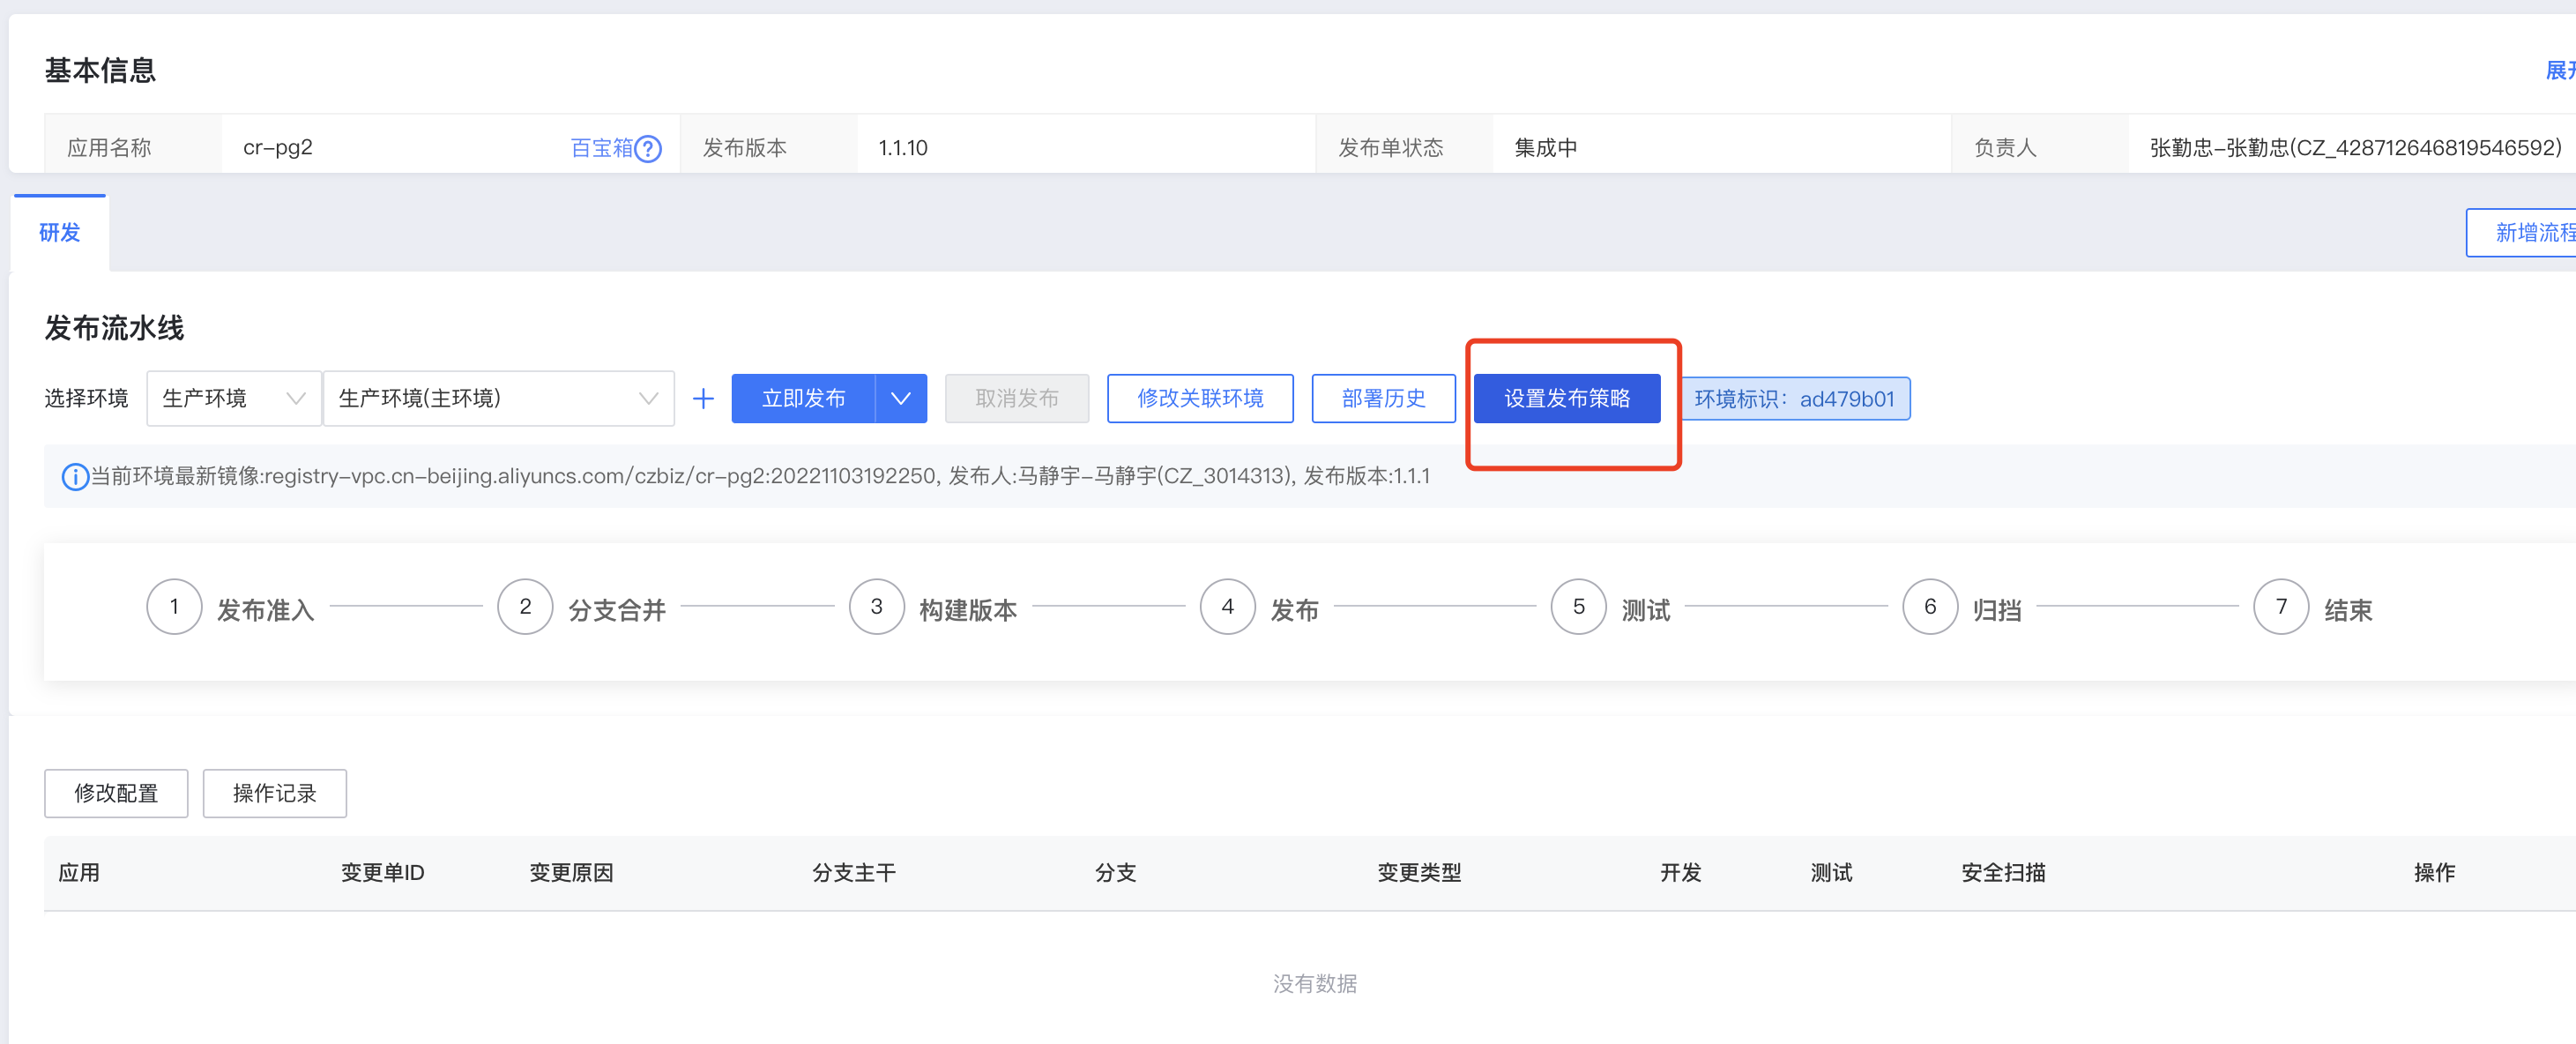 基本信息
展开
应用名称 cr-pg2 百宝箱 ? 发布版本 1.1.10 发布单状态 集成中 负责人 张勤忠-张勤忠(CZ_428712646819546592)
研发
新增流程
发布流水线
选择环境 生产环境 生产环境(主环境) + 立即发布 取消发布 修改关联环境 部署历史 设置发布策略 环境标识：ad479b01
当前环境最新镜像:registry-vpc.cn-beijing.aliyuncs.com/czbiz/cr-pg2:20221103192250, 发布人:马静宇-马静宇(CZ_3014313), 发布版本:1.1.1
1 发布准入 2 分支合并 3 构建版本 4 发布 5 测试 6 归挡 7 结束
修改配置 操作记录
应用 变更单ID 变更原因 分支主干 分支 变更类型 开发 测试 安全扫描 操作
没有数据